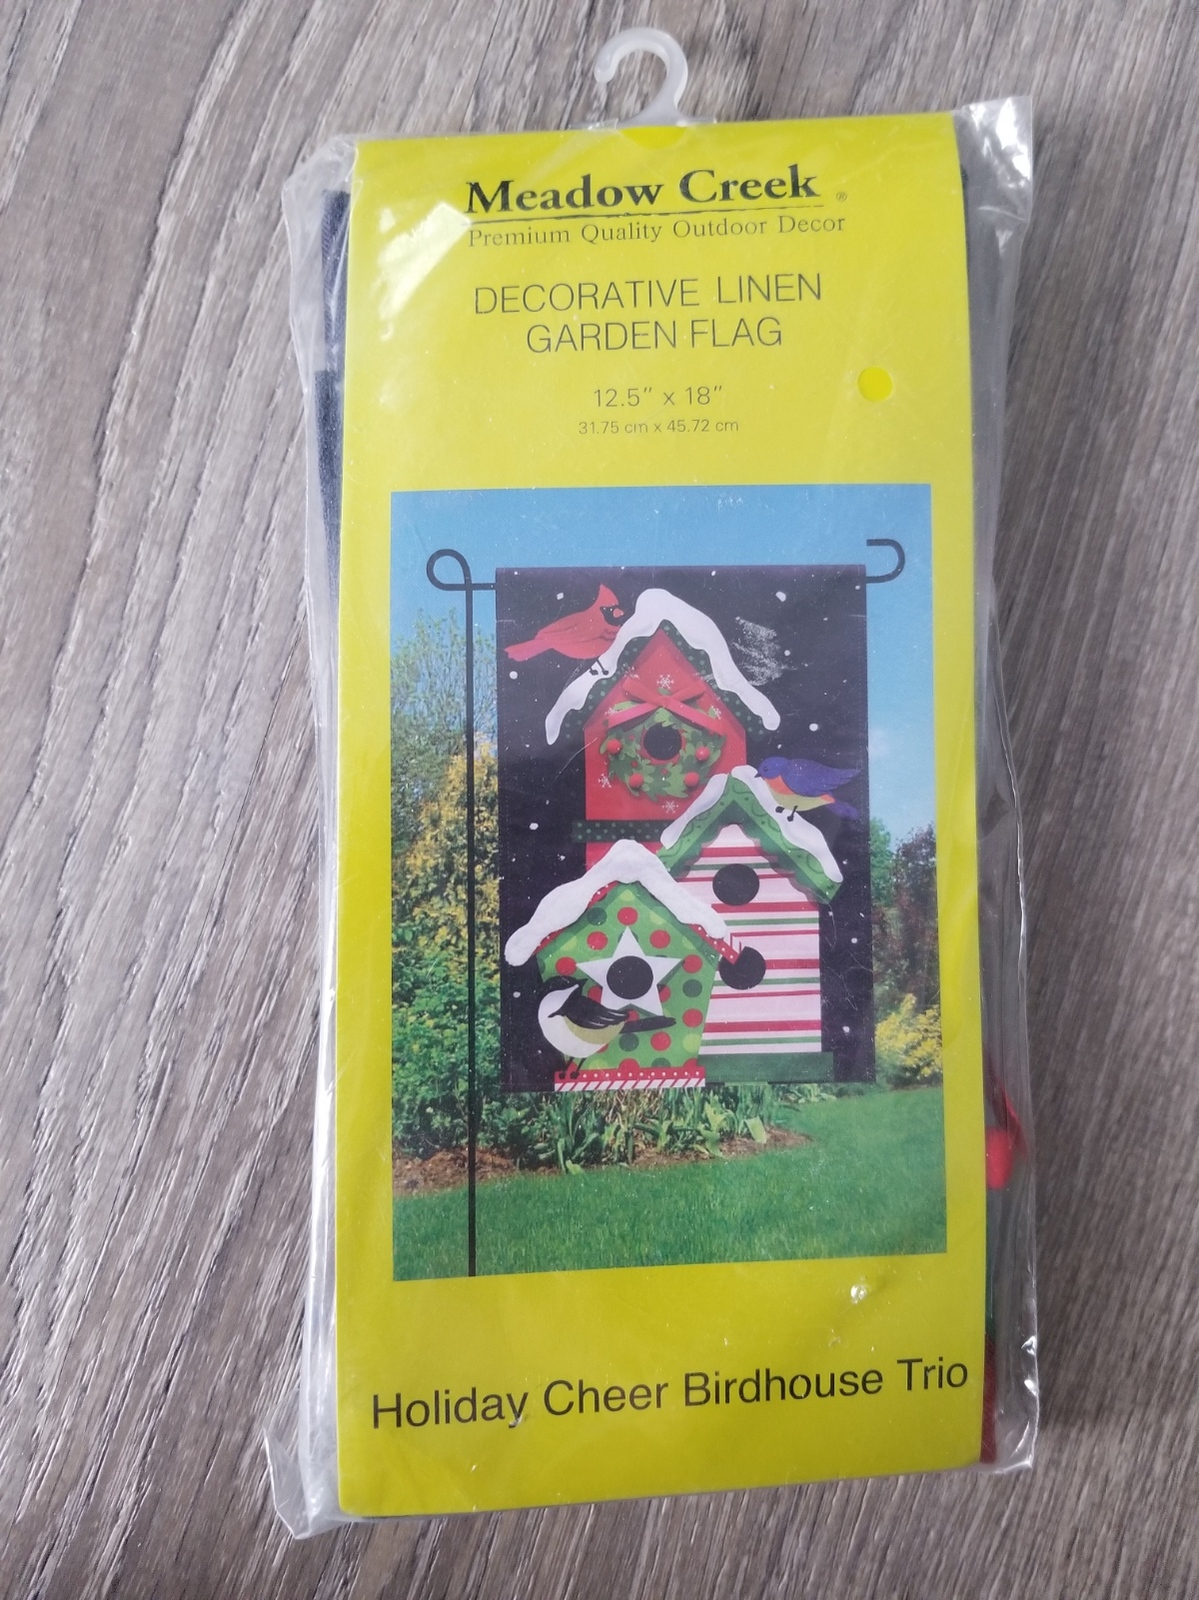 Meadow Creek ®
Premium Quality Outdoor Decor
DECORATIVE LINEN
GARDEN FLAG
12.5" x 18"
31.75 cm x 45.72 cm
Holiday Cheer Birdhouse Trio